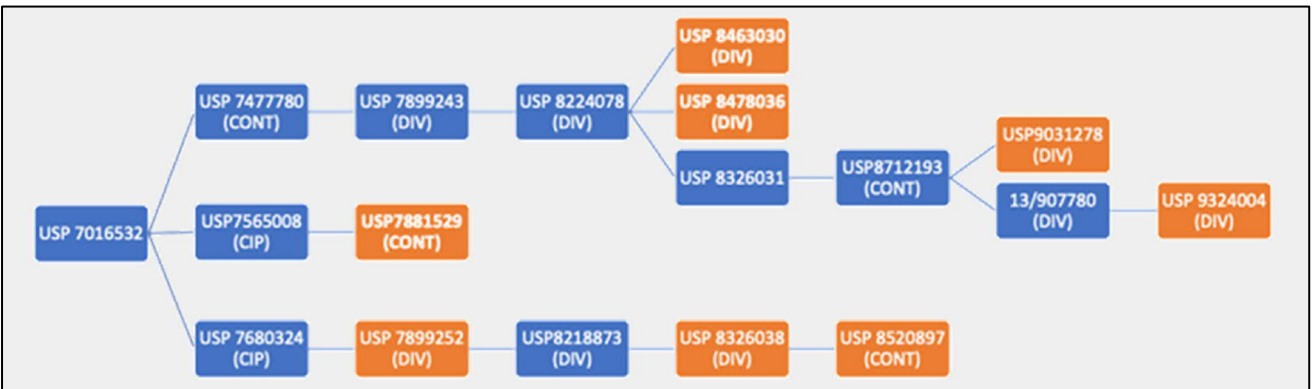 USP 8463030
(DIV)
USP 7477780
(CONT)
USP 7899243
(DIV)
USP 8224078
(DIV)
USP 8478036
(DIV)
USP 8326031
USP8712193
(CONT)
USP9031278
(DIV)
13/907780
(DIV)
USP 9324004
(DIV)
USP 7016532
USP7565008
(CIP)
USP7881529
(CONT)
USP 7680324
(CIP)
USP 7899252
(DIV)
USP8218873
(DIV)
USP 8326038
(DIV)
USP 8520897
(CONT)